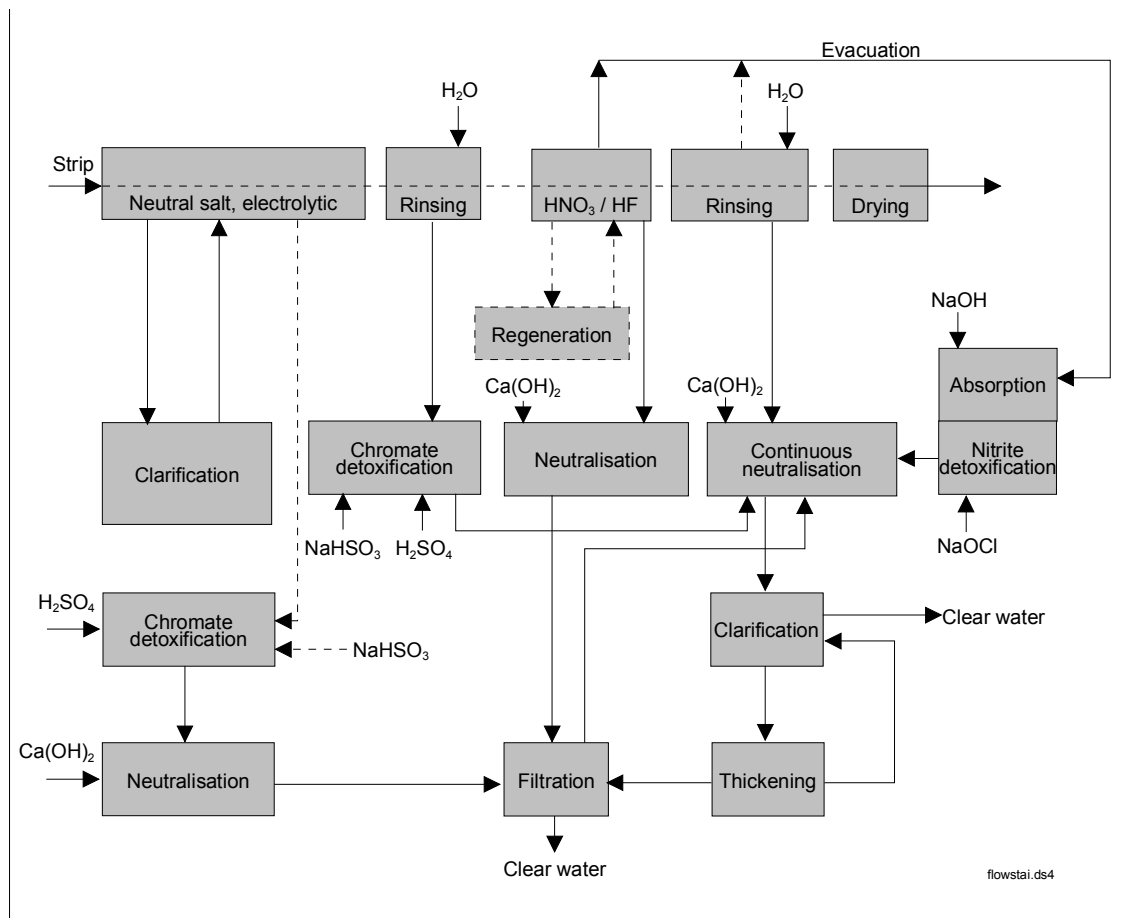 Evacuation
H₂O
H₂O
Strip
Neutral salt, electrolytic
Rinsing
HNO₃ / HF
Rinsing
Drying
NaOH
Regeneration
Absorption
Ca(OH)₂
Ca(OH)₂
Clarification
Chromate
detoxification
Neutralisation
Continuous
neutralisation
Nitrite
detoxification
NaHSO₃
H₂SO₄
NaOCl
H₂SO₄
Chromate
detoxification
NaHSO₃
Clarification
Clear water
Ca(OH)₂
Neutralisation
Filtration
Thickening
Clear water
flowstai.ds4